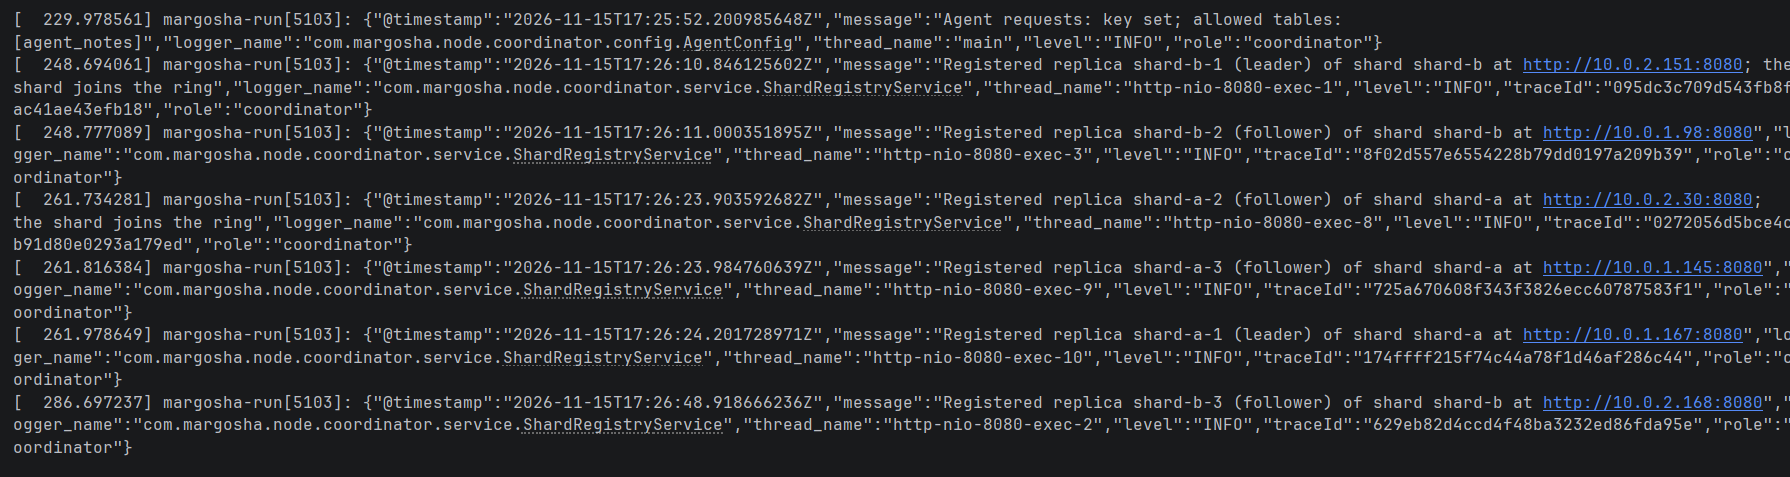 [  229.978561] margosha-run[5103]: {"@timestamp":"2026-11-15T17:25:52.200985648Z","message":"Agent requests: key set; allowed tables:
[agent_notes]","logger_name":"com.margosha.node.coordinator.config.AgentConfig","thread_name":"main","level":"INFO","role":"coordinator"}
[  248.694061] margosha-run[5103]: {"@timestamp":"2026-11-15T17:26:10.846125602Z","message":"Registered replica shard-b-1 (leader) of shard shard-b at http://10.0.2.151:8080; the
shard joins the ring","logger_name":"com.margosha.node.coordinator.service.ShardRegistryService","thread_name":"http-nio-8080-exec-1","level":"INFO","traceId":"095dc3c709d543fb8f
ac41ae43efb18","role":"coordinator"}
[  248.777089] margosha-run[5103]: {"@timestamp":"2026-11-15T17:26:11.000351895Z","message":"Registered replica shard-b-2 (follower) of shard shard-b at http://10.0.1.98:8080","l
gger_name":"com.margosha.node.coordinator.service.ShardRegistryService","thread_name":"http-nio-8080-exec-3","level":"INFO","traceId":"8f02d557e6554228b79dd0197a209b39","role":"c
ordinator"}
[  261.734281] margosha-run[5103]: {"@timestamp":"2026-11-15T17:26:23.903592682Z","message":"Registered replica shard-a-2 (follower) of shard shard-a at http://10.0.2.30:8080;
the shard joins the ring","logger_name":"com.margosha.node.coordinator.service.ShardRegistryService","thread_name":"http-nio-8080-exec-8","level":"INFO","traceId":"0272056d5bce4c
b91d80e0293a179ed","role":"coordinator"}
[  261.816384] margosha-run[5103]: {"@timestamp":"2026-11-15T17:26:23.984760639Z","message":"Registered replica shard-a-3 (follower) of shard shard-a at http://10.0.1.145:8080","
ogger_name":"com.margosha.node.coordinator.service.ShardRegistryService","thread_name":"http-nio-8080-exec-9","level":"INFO","traceId":"725a670608f343f3826ecc60787583f1","role":"
oordinator"}
[  261.978649] margosha-run[5103]: {"@timestamp":"2026-11-15T17:26:24.201728971Z","message":"Registered replica shard-a-1 (leader) of shard shard-a at http://10.0.1.167:8080","lo
ger_name":"com.margosha.node.coordinator.service.ShardRegistryService","thread_name":"http-nio-8080-exec-10","level":"INFO","traceId":"174ffff215f74c44a78f1d46af286c44","role":"c
ordinator"}
[  286.697237] margosha-run[5103]: {"@timestamp":"2026-11-15T17:26:48.918666236Z","message":"Registered replica shard-b-3 (follower) of shard shard-b at http://10.0.2.168:8080","
ogger_name":"com.margosha.node.coordinator.service.ShardRegistryService","thread_name":"http-nio-8080-exec-2","level":"INFO","traceId":"629eb82d4ccd4f48ba3232ed86fda95e","role":"
oordinator"}